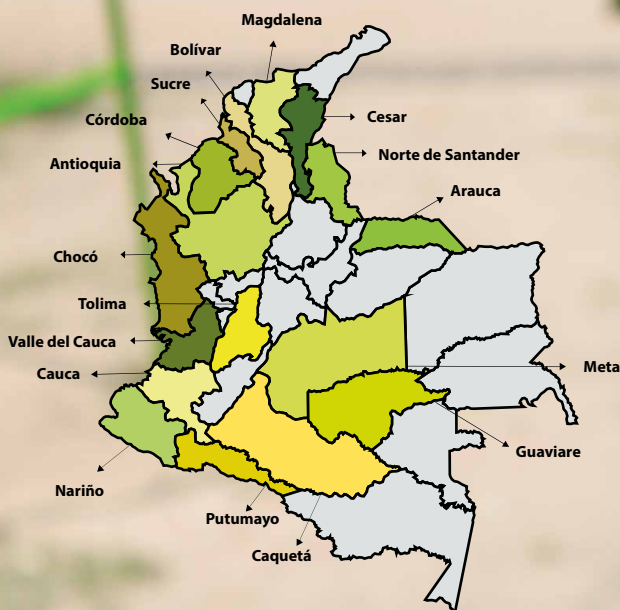 Magdalena
Bolívar
Sucre
Cesar
Córdoba
Norte de Santander
Antioquia
Arauca
Chocó
Tolima
Valle del Cauca
Meta
Cauca
Guaviare
Nariño
Putumayo
Caquetá